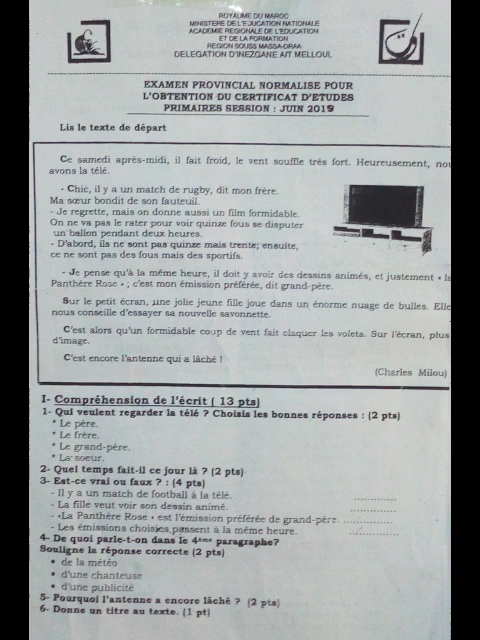 ROYAUME DU MAROC
MINISTERE DE L'EDUCATION NATIONALE
ACADEMIE REGIONALE DE L'EDUCATION
ET DE LA FORMATION
REGION SOUSS MASSA-DRAA
DELEGATION D'INEZGANE AIT MELLOUL
EXAMEN PROVINCIAL NORMALISE POUR
L'OBTENTION DU CERTIFICAT D'ETUDES
PRIMAIRES SESSION : JUIN 2019
Lis le texte de départ
Ce samedi après-midi, il fait froid, le vent souffle très fort. Heureusement, nou
avons la télé.
- Chic, il y a un match de rugby, dit mon frère.
Ma sœur bondit de son fauteuil.
- Je regrette, mais on donne aussi un film formidable.
On ne va pas le rater pour voir quinze fous se disputer
un ballon pendant deux heures.
- D'abord, ils ne sont pas quinze mais trente; ensuite,
ce ne sont pas des fous mais des sportifs.
- Je pense qu'à la même heure, il doit y avoir des dessins animés, et justement « la
Panthère Rose » ; c'est mon émission préférée, dit grand-père.
Sur le petit écran, une jolie jeune fille joue dans un énorme nuage de bulles. Elle
nous conseille d'essayer sa nouvelle savonnette.
C'est alors qu'un formidable coup de vent fait claquer les volets. Sur l'écran, plus
d'image.
C'est encore l'antenne qui a lâché !
(Charles Milou)
I- Compréhension de l'écrit ( 13 pts)
1- Qui veulent regarder la télé ? Choisis les bonnes réponses : (2 pts)
* Le père.
* Le frère.
* Le grand-père.
* La soeur.
2- Quel temps fait-il ce jour là ? (2 pts)
3- Est-ce vrai ou faux ? : (4 pts)
- Il y a un match de football à la télé. ............
- La fille veut voir son dessin animé. ............
- «La Panthère Rose » est l'émission préférée de grand-père. ............
- Les émissions choisies passent à la même heure. ............
4- De quoi parle-t-on dans le 4ème paragraphe?
Souligne la réponse correcte (2 pts)
• de la météo
• d'une chanteuse
• d'une publicité
5- Pourquoi l'antenne a encore lâché ? (2 pts)
6- Donne un titre au texte. (1 pt)